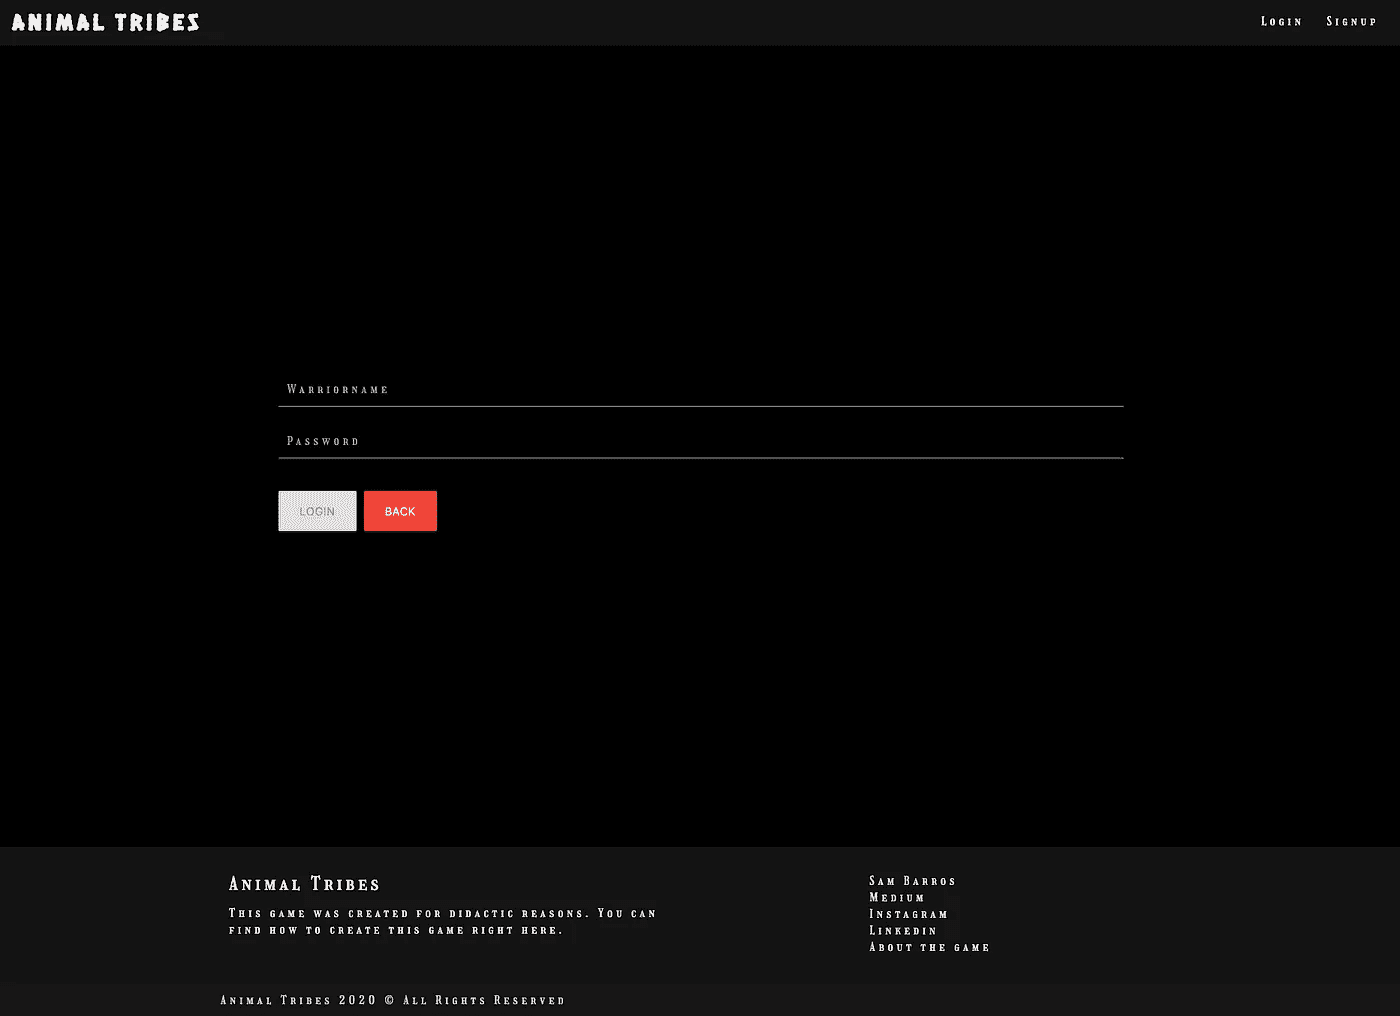 ANIMAL TRIBES
Login Signup
Warriorname
Password
LOGIN BACK
Animal Tribes
This game was created for didactic reasons. You can
find how to create this game right here.
Sam Barros
Medium
Instagram
Linkedin
About the game
Animal Tribes 2020 © All Rights Reserved